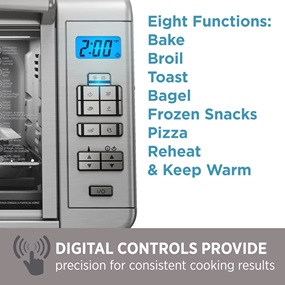 Eight Functions:
Bake
Broil
Toast
Bagel
Frozen Snacks
Pizza
Reheat
& Keep Warm
2:00
I/O
DIGITAL CONTROLS PROVIDE
precision for consistent cooking results